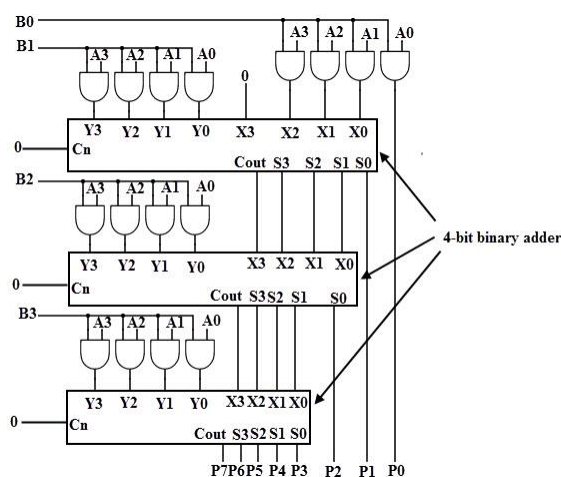 B0
A3 A2 A1 A0
B1
A3 A2 A1 A0
0
Y3 Y2 Y1 Y0 X3 X2 X1 X0
0 Cn
Cout S3 S2 S1 S0
B2
A3 A2 A1 A0
4-bit binary adder
Y3 Y2 Y1 Y0 X3 X2 X1 X0
0 Cn
Cout S3 S2 S1 S0
B3
A3 A2 A1 A0
Y3 Y2 Y1 Y0 X3 X2 X1 X0
0 Cn
Cout S3 S2 S1 S0
P7 P6 P5 P4 P3 P2 P1 P0